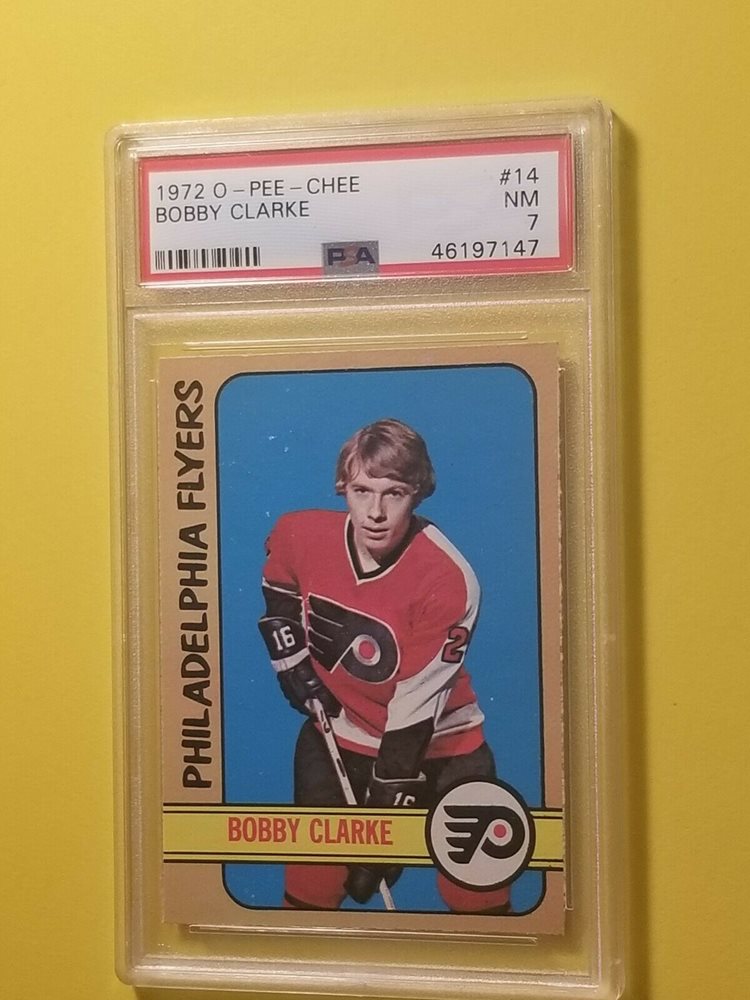 1972 O-PEE-CHEE #14
BOBBY CLARKE NM
7
PSA 46197147
PHILADELPHIA FLYERS
16
2
16
BOBBY CLARKE